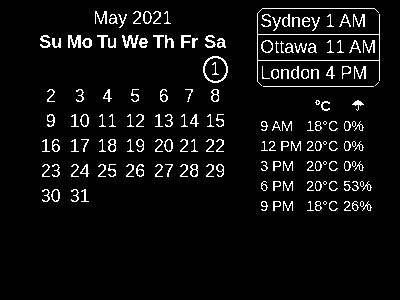 May 2021
Su Mo Tu We Th Fr Sa
1
2 3 4 5 6 7 8
9 10 11 12 13 14 15
16 17 18 19 20 21 22
23 24 25 26 27 28 29
30 31
Sydney 1 AM
Ottawa 11 AM
London 4 PM
°C ☂
9 AM 18°C 0%
12 PM 20°C 0%
3 PM 20°C 0%
6 PM 20°C 53%
9 PM 18°C 26%